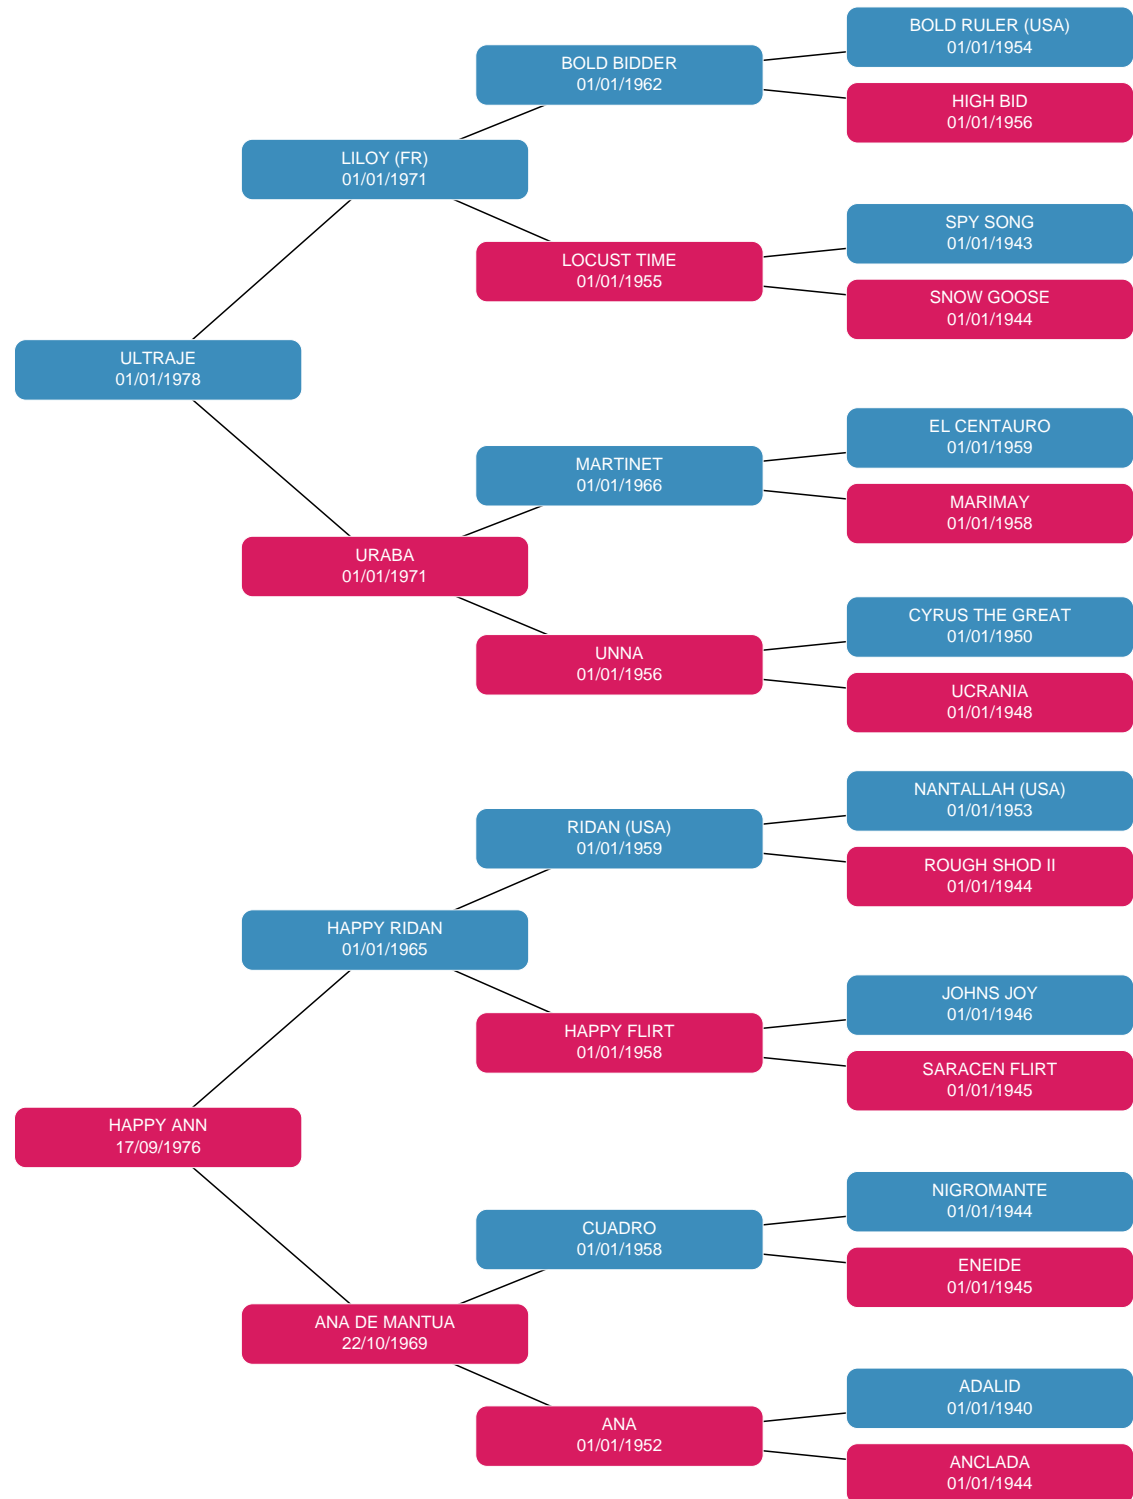 BOLD RULER (USA)
01/01/1954
BOLD BIDDER
01/01/1962
HIGH BID
01/01/1956
LILOY (FR)
01/01/1971
SPY SONG
01/01/1943
LOCUST TIME
01/01/1955
SNOW GOOSE
01/01/1944
ULTRAJE
01/01/1978
EL CENTAURO
01/01/1959
MARTINET
01/01/1966
MARIMAY
01/01/1958
URABA
01/01/1971
CYRUS THE GREAT
01/01/1950
UNNA
01/01/1956
UCRANIA
01/01/1948
NANTALLAH (USA)
01/01/1953
RIDAN (USA)
01/01/1959
ROUGH SHOD II
01/01/1944
HAPPY RIDAN
01/01/1965
JOHNS JOY
01/01/1946
HAPPY FLIRT
01/01/1958
SARACEN FLIRT
01/01/1945
HAPPY ANN
17/09/1976
NIGROMANTE
01/01/1944
CUADRO
01/01/1958
ENEIDE
01/01/1945
ANA DE MANTUA
22/10/1969
ADALID
01/01/1940
ANA
01/01/1952
ANCLADA
01/01/1944